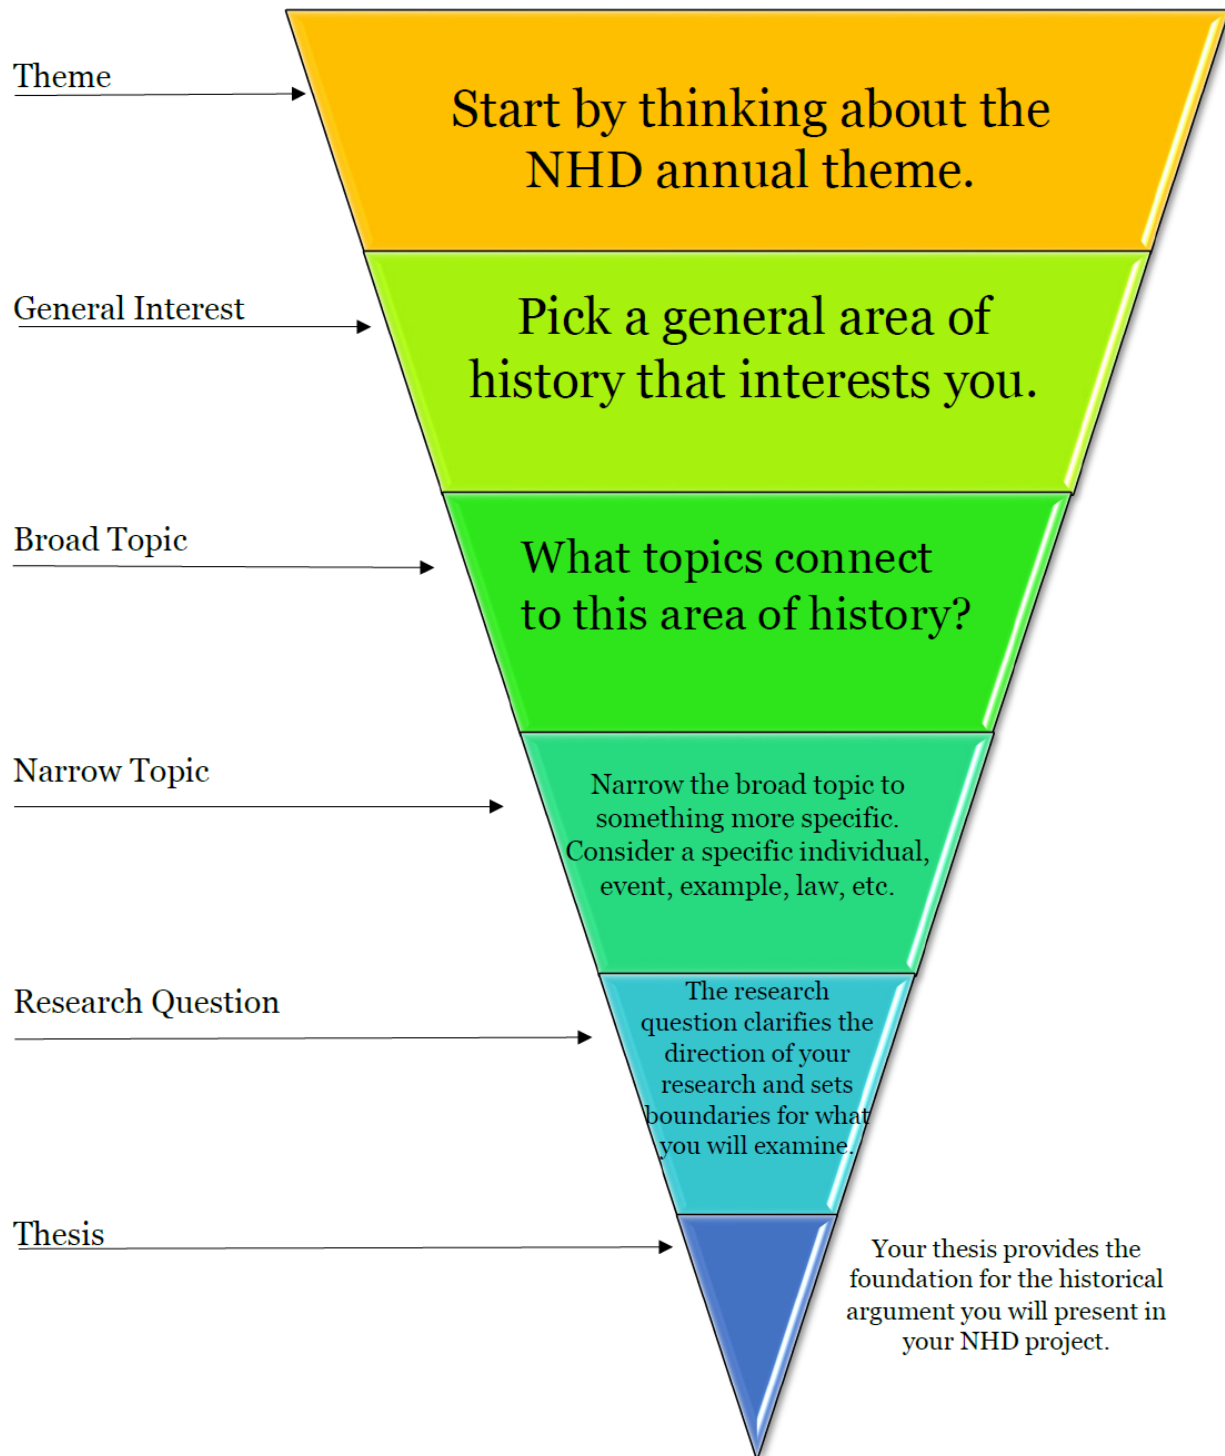 Theme
Start by thinking about the
NHD annual theme.
General Interest
Pick a general area of
history that interests you.
Broad Topic
What topics connect
to this area of history?
Narrow Topic
Narrow the broad topic to
something more specific.
Consider a specific individual,
event, example, law, etc.
Research Question
The research
question clarifies the
direction of your
research and sets
boundaries for what
you will examine.
Thesis
Your thesis provides the
foundation for the historical
argument you will present in
your NHD project.